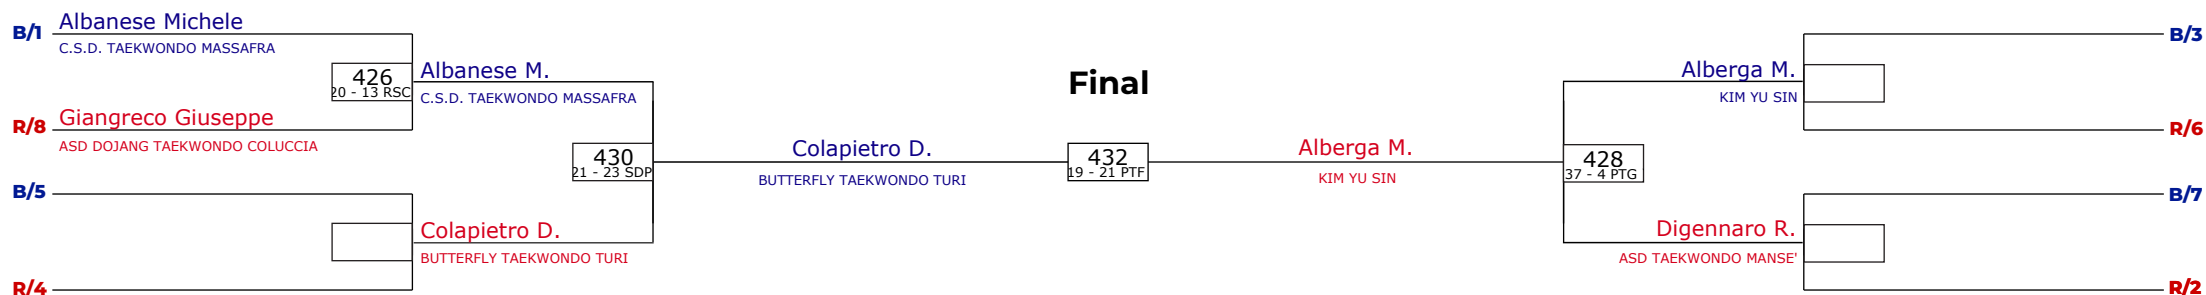 B/1 Albanese Michele
C.S.D. TAEKWONDO MASSAFRA
426
20 - 13 RSC
R/8 Giangreco Giuseppe
ASD DOJANG TAEKWONDO COLUCCIA
B/5
R/4
Albanese M.
C.S.D. TAEKWONDO MASSAFRA
430
21 - 23 SDP
Colapietro D.
BUTTERFLY TAEKWONDO TURI
Colapietro D.
BUTTERFLY TAEKWONDO TURI
Final
432
19 - 21 PTF
Alberga M.
KIM YU SIN
Alberga M.
KIM YU SIN
428
37 - 4 PTG
Digennaro R.
ASD TAEKWONDO MANSE'
B/3
R/6
B/7
R/2